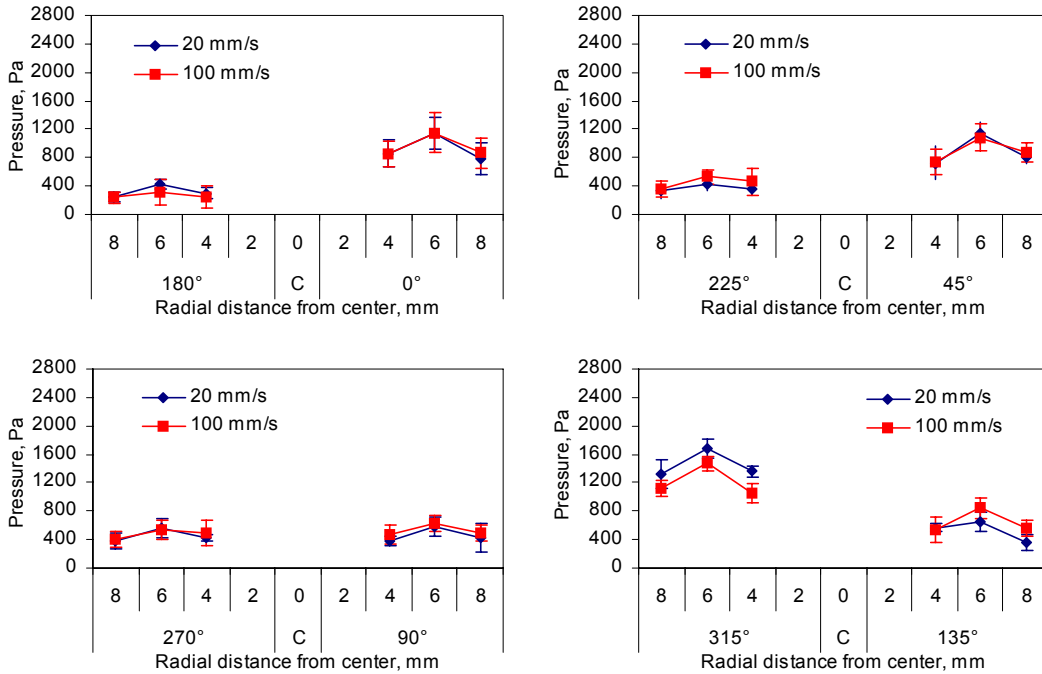 2800
2400
2000
1600
1200
800
400
0
Pressure, Pa
20 mm/s
100 mm/s
8 6 4 2 0 2 4 6 8
180° C 0°
Radial distance from center, mm
2800
2400
2000
1600
1200
800
400
0
Pressure, Pa
20 mm/s
100 mm/s
8 6 4 2 0 2 4 6 8
225° C 45°
Radial distance from center, mm
2800
2400
2000
1600
1200
800
400
0
Pressure, Pa
20 mm/s
100 mm/s
8 6 4 2 0 2 4 6 8
270° C 90°
Radial distance from center, mm
2800
2400
2000
1600
1200
800
400
0
Pressure, Pa
20 mm/s
100 mm/s
8 6 4 2 0 2 4 6 8
315° C 135°
Radial distance from center, mm